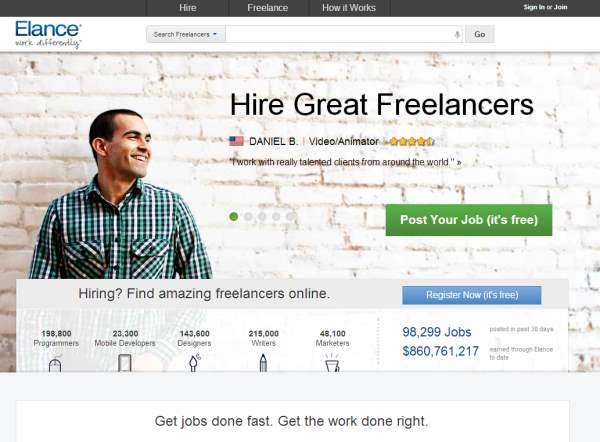 Hire Freelance How it Works Sign In or Join
Elance
work differently™
Search Freelancers Go
Hire Great Freelancers
DANIEL B. | Video/Animator
"I work with really talented clients from around the world." »
Post Your Job (it's free)
Hiring? Find amazing freelancers online.
Register Now (it's free)
198,800 23,300 143,600 215,000 48,100
Programmers Mobile Developers Designers Writers Marketers
98,299 Jobs posted in past 30 days
$860,761,217 earned through Elance
to date
Get jobs done fast. Get the work done right.